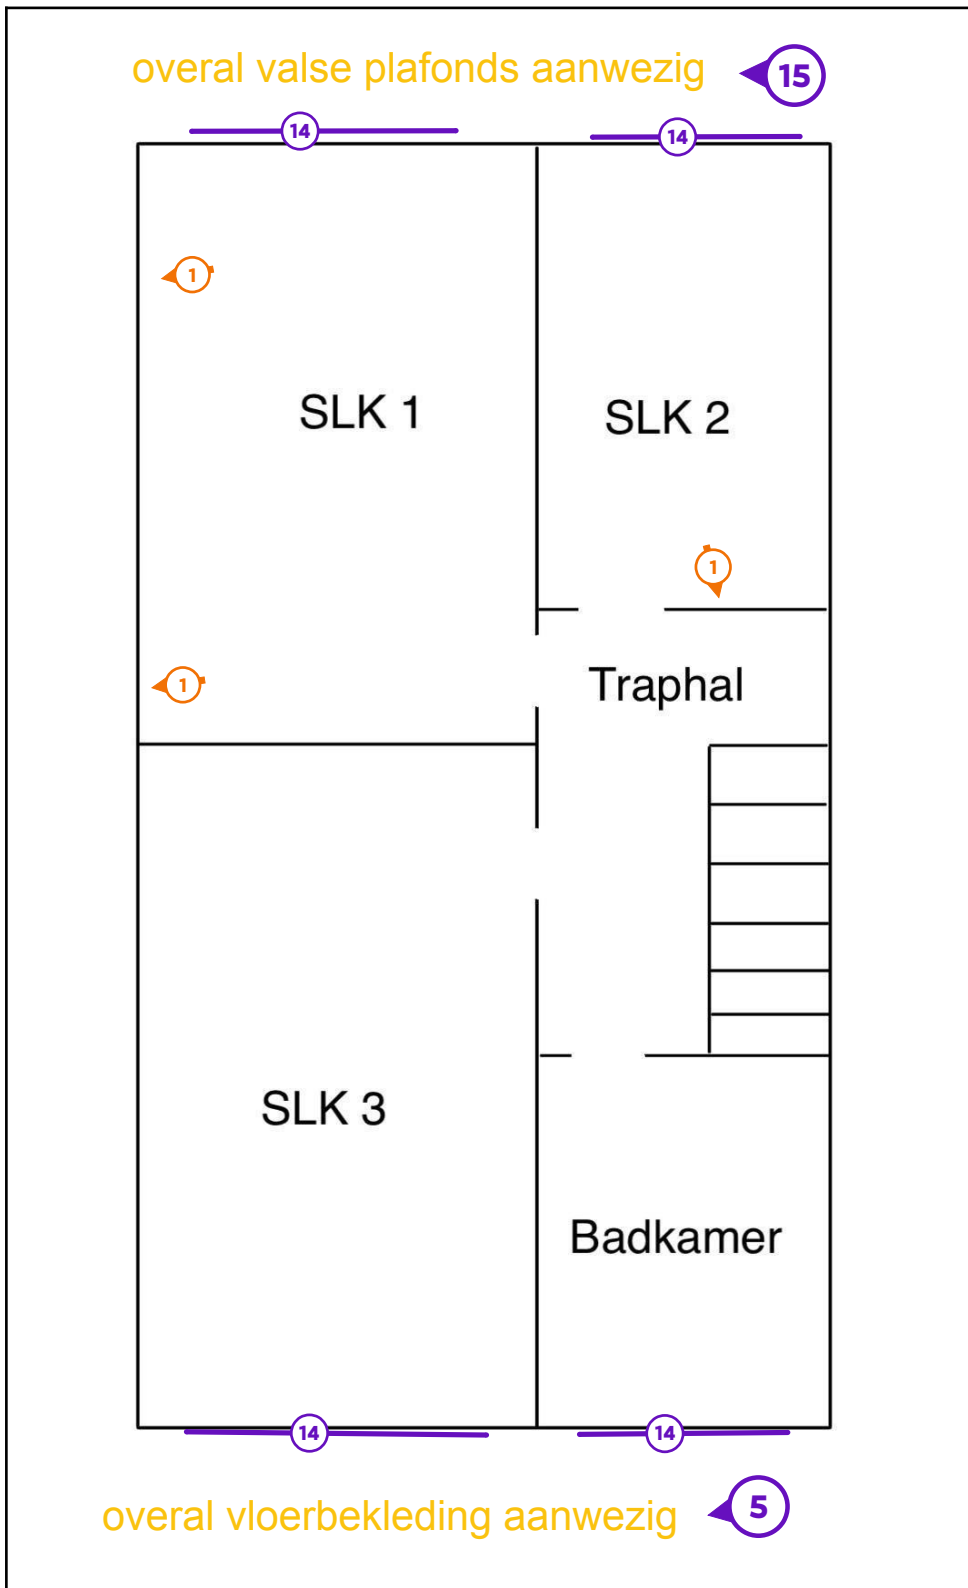 overal valse plafonds aanwezig 15
14 14
1
SLK 1 SLK 2
1
1 Traphal
SLK 3
Badkamer
14 14
overal vloerbekleding aanwezig 5